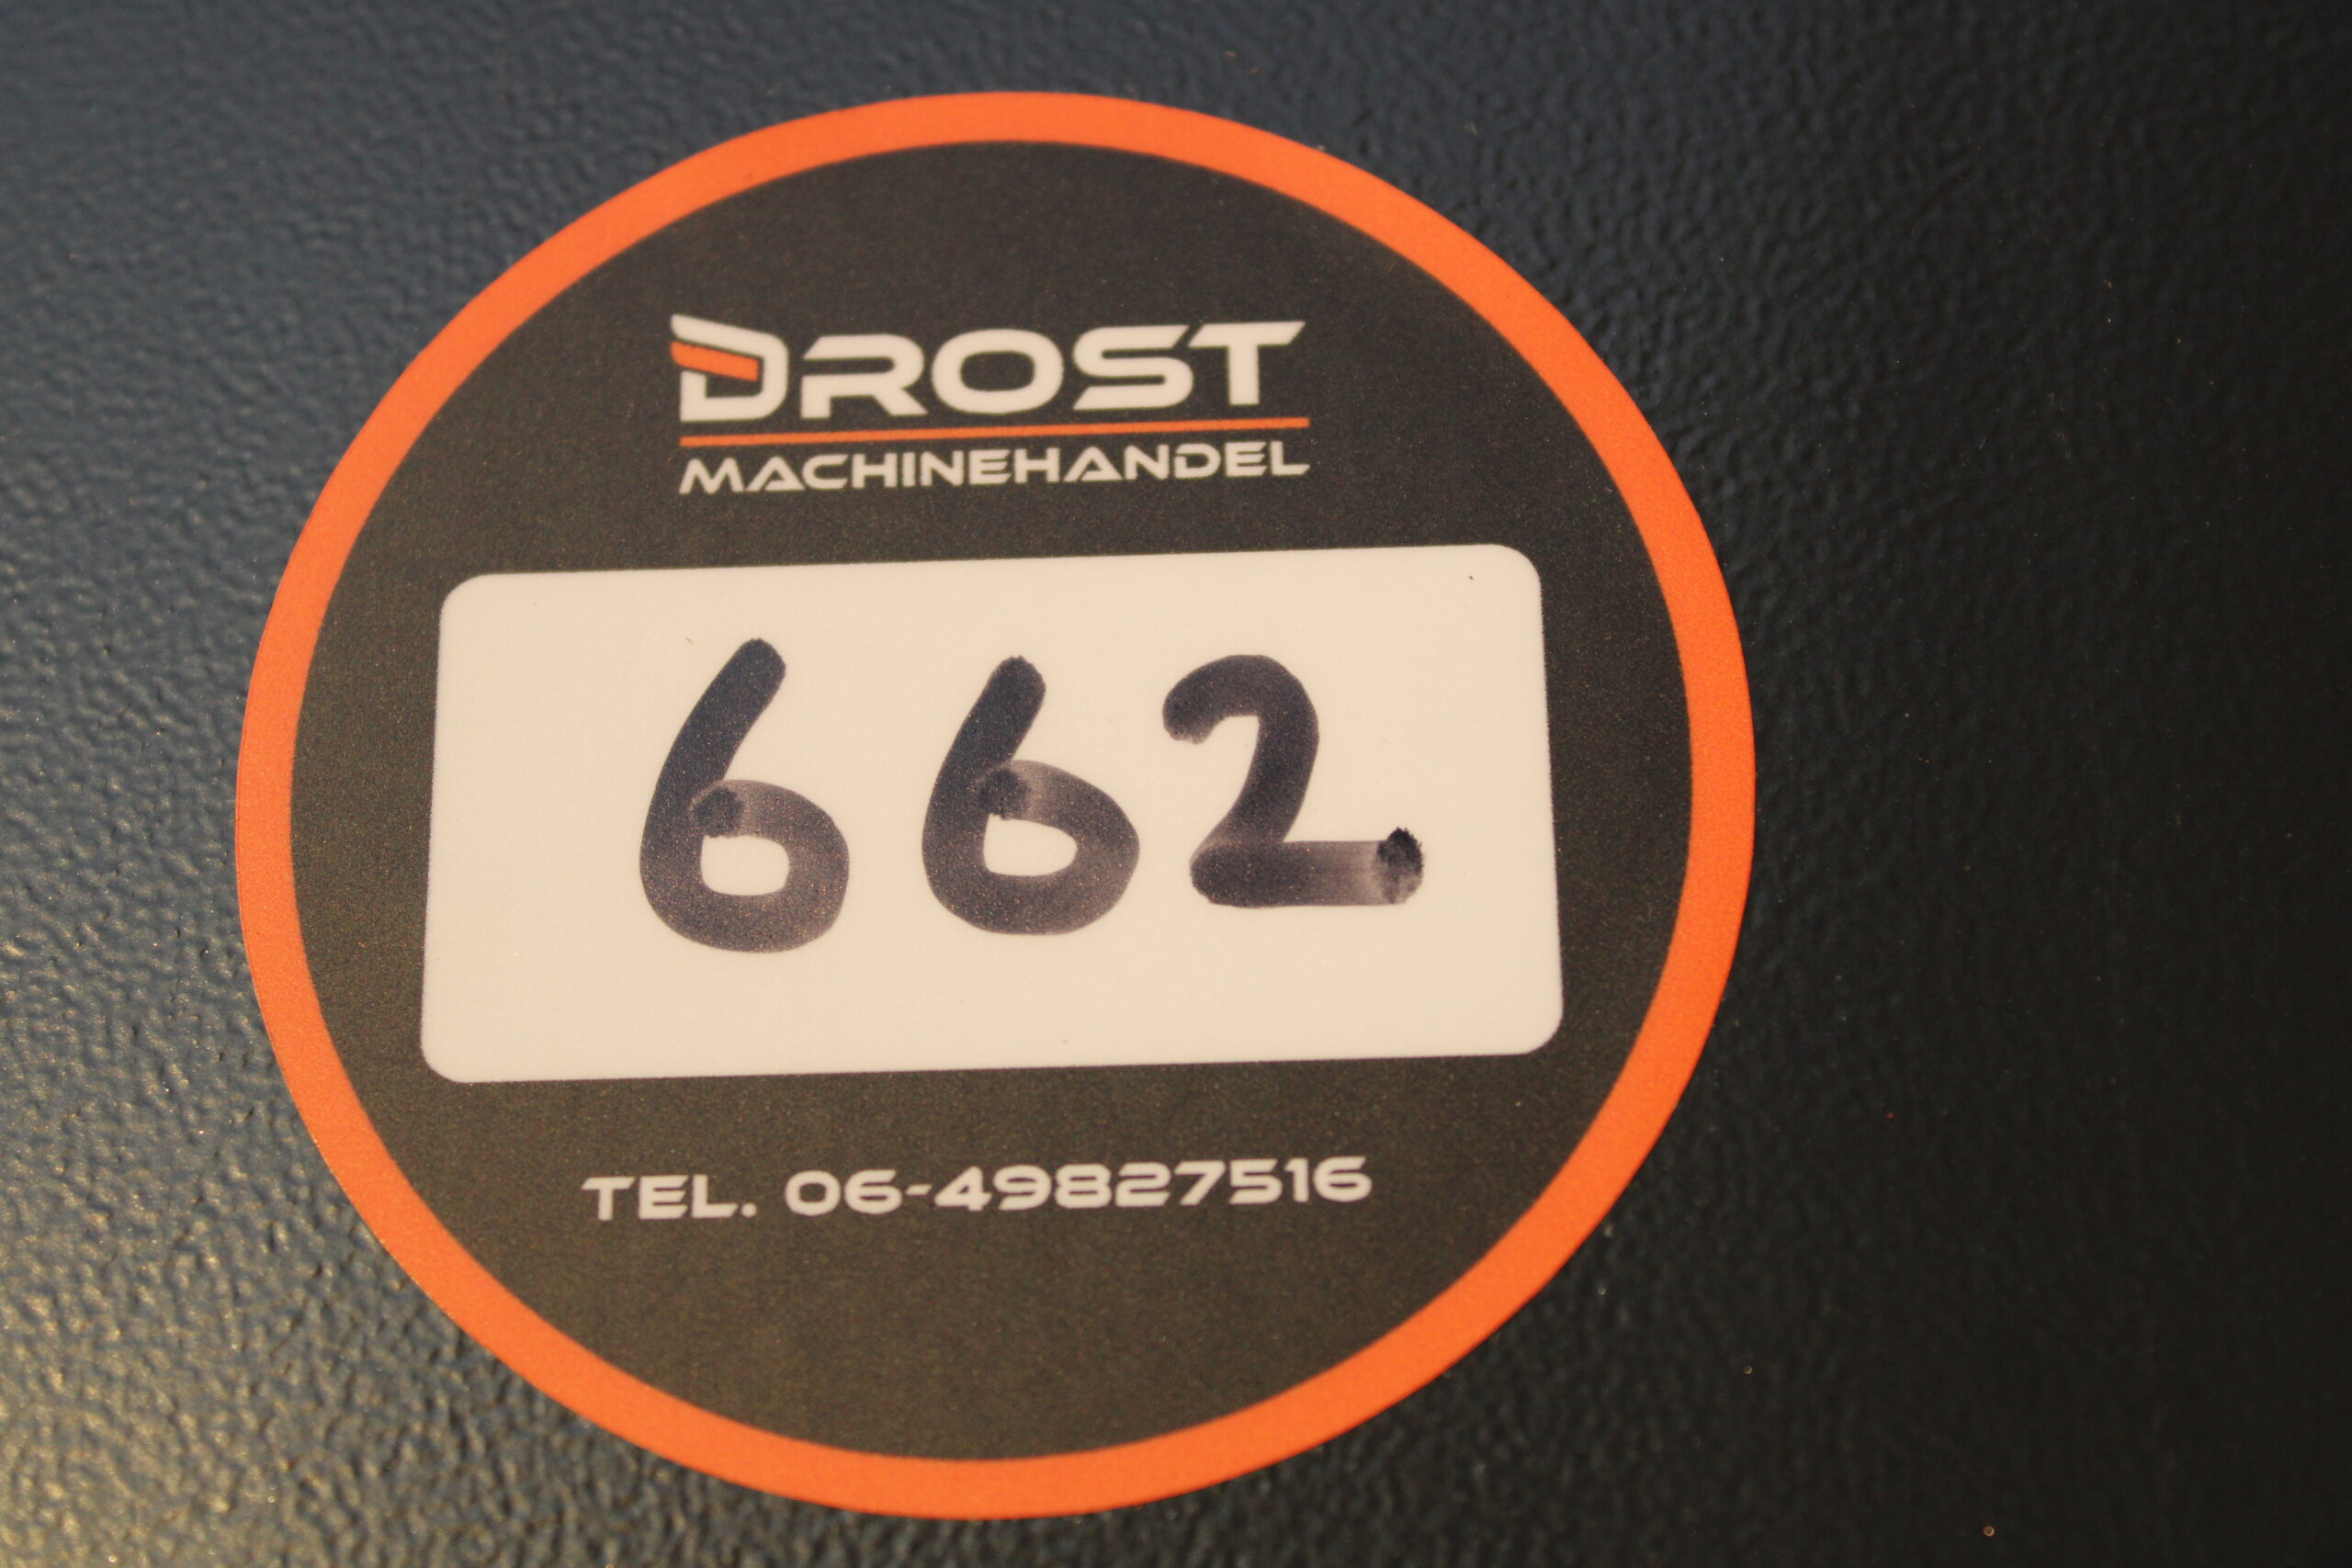 DROST
MACHINEHANDEL
662
TEL. 06-49827516